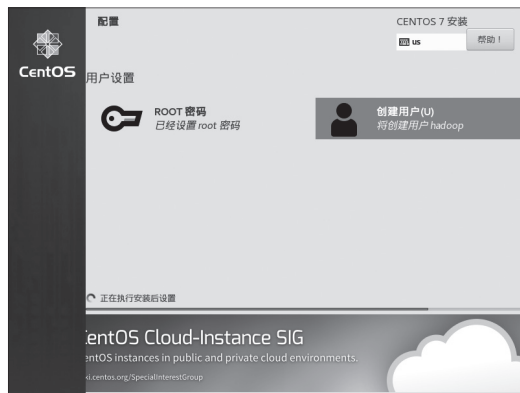 配置
CENTOS 7 安装
us
帮助！
CentOS
用户设置
ROOT 密码
已经设置 root 密码
创建用户(U)
将创建用户 hadoop
正在执行安装后设置
CentOS Cloud-Instance SIG
entOS instances in public and private cloud environments.
ki.centos.org/SpecialInterestGroup